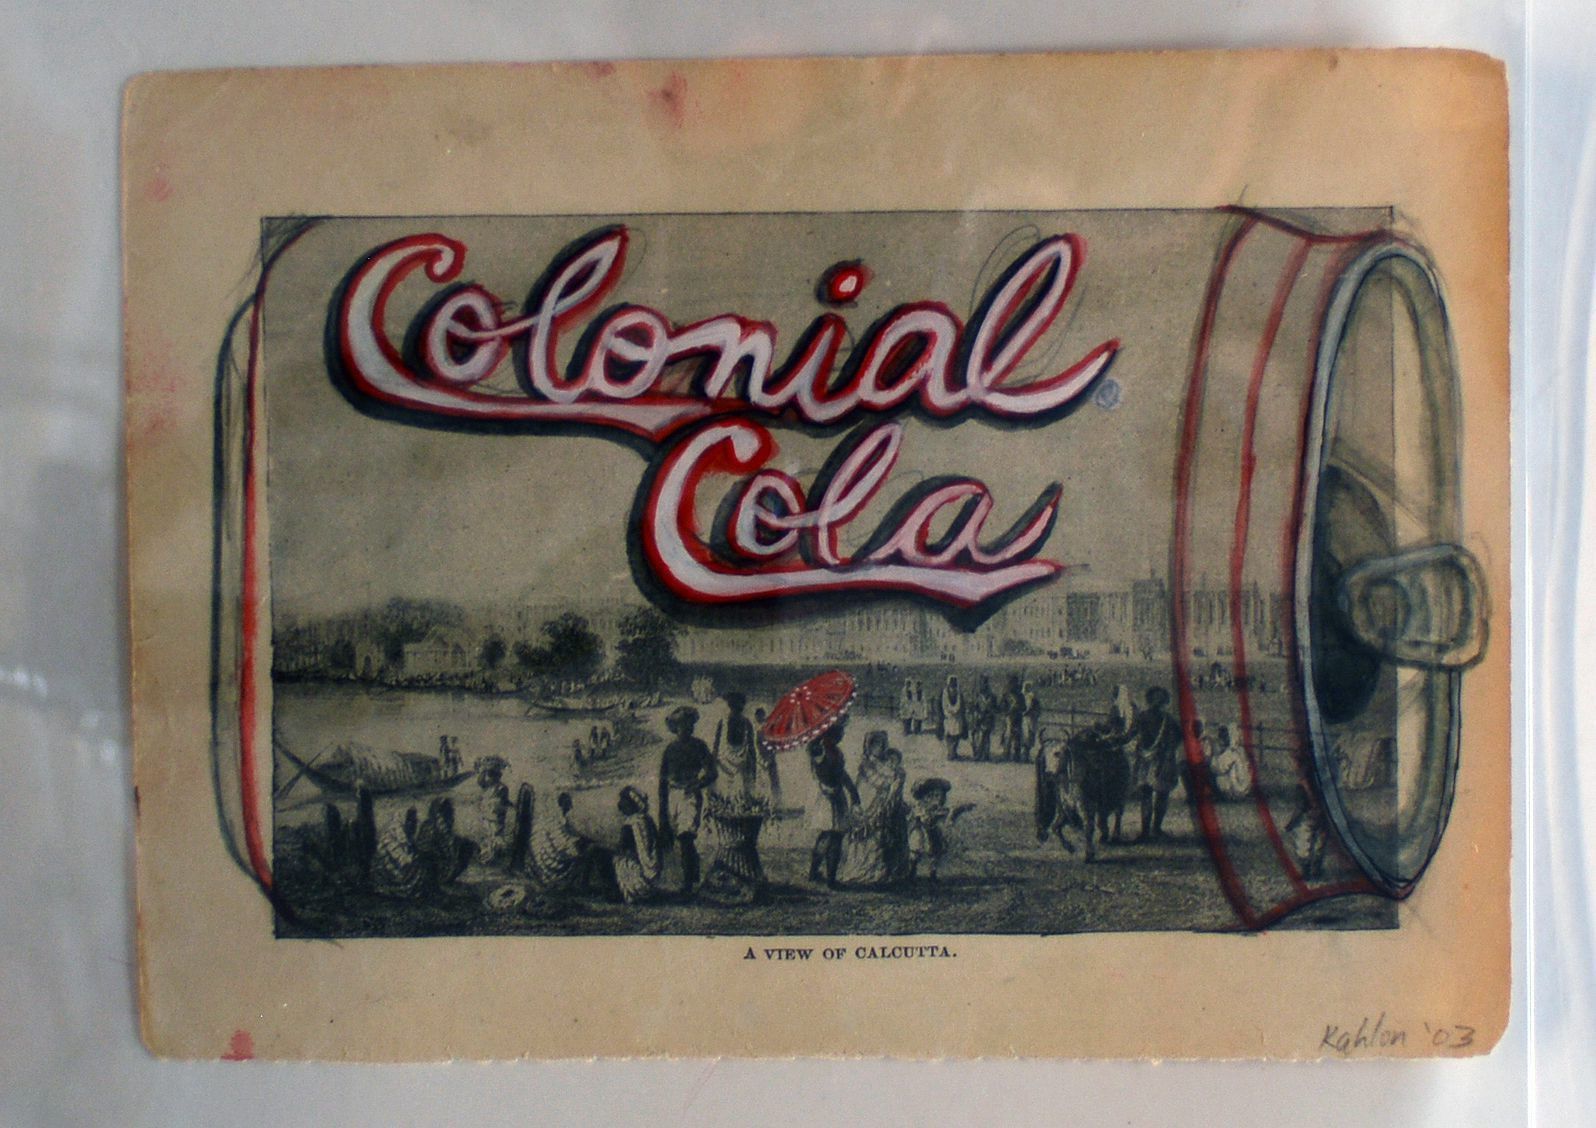 Colonial
Cola
A VIEW OF CALCUTTA.
Kahlon '03